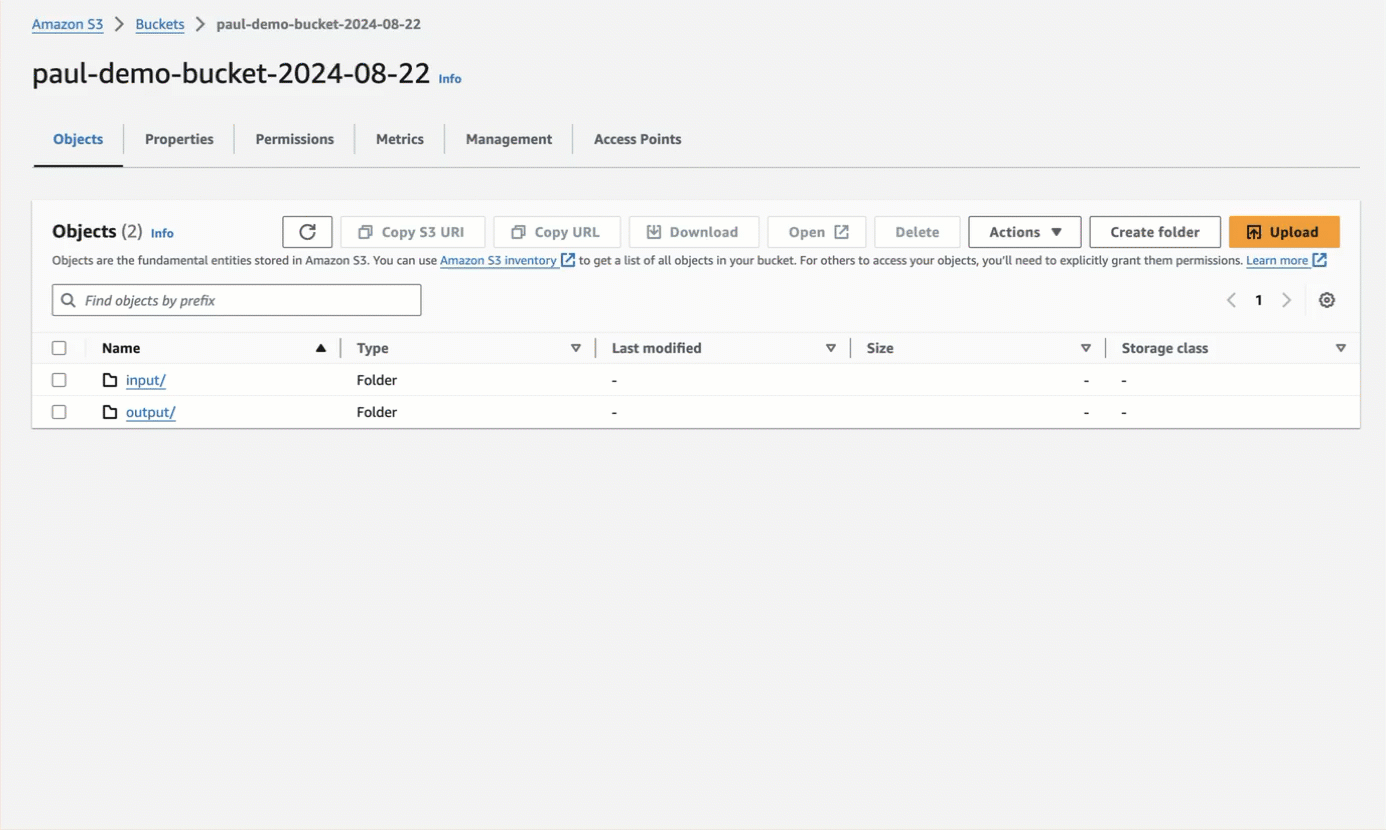 Amazon S3 > Buckets > paul-demo-bucket-2024-08-22
paul-demo-bucket-2024-08-22 Info
Objects Properties Permissions Metrics Management Access Points
Objects (2) Info Copy S3 URI Copy URL Download Open Delete Actions Create folder Upload
Objects are the fundamental entities stored in Amazon S3. You can use Amazon S3 inventory to get a list of all objects in your bucket. For others to access your objects, you'll need to explicitly grant them permissions. Learn more
Find objects by prefix 1
Name Type Last modified Size Storage class
input/ Folder - - -
output/ Folder - - -